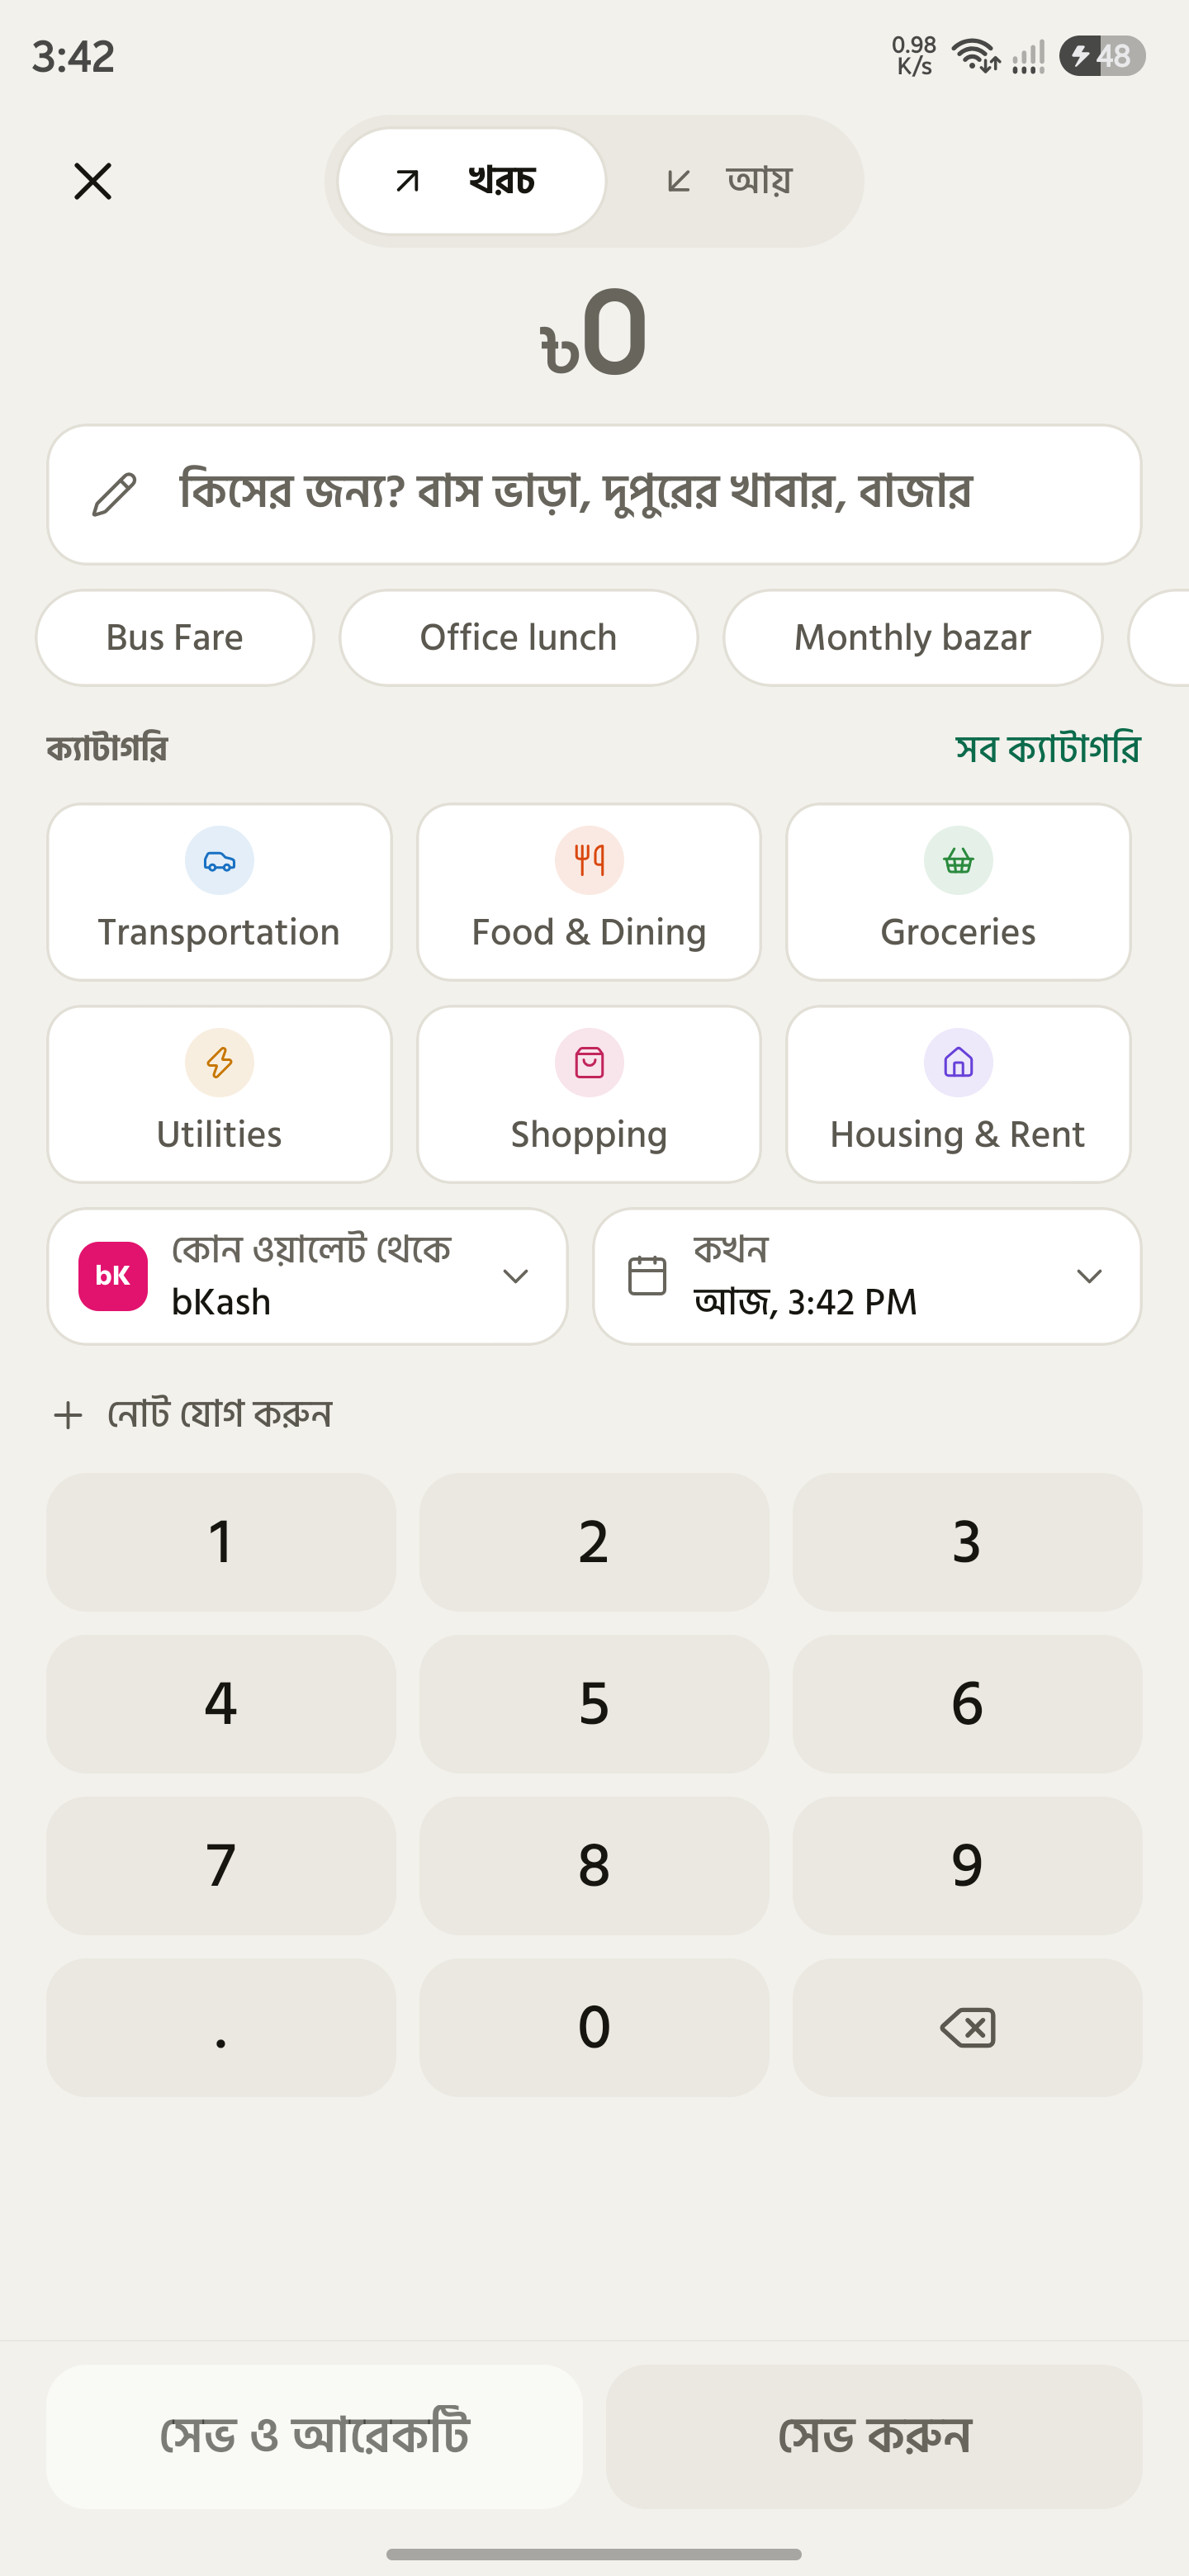 3:42
0.98
K/s
48
খরচ
আয়
৳0
কিসের জন্য? বাস ভাড়া, দুপুরের খাবার, বাজার
Bus Fare
Office lunch
Monthly bazar
ক্যাটাগরি
সব ক্যাটাগরি
Transportation
Food & Dining
Groceries
Utilities
Shopping
Housing & Rent
bK
কোন ওয়ালেট থেকে
bKash
কখন
আজ, 3:42 PM
নোট যোগ করুন
1
2
3
4
5
6
7
8
9
.
0
সেভ ও আরেকটি
সেভ করুন